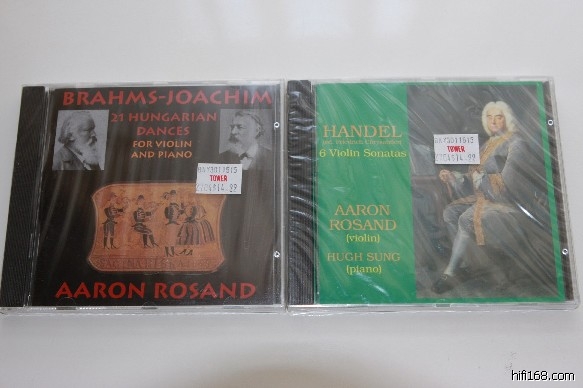 BRAHMS-JOACHIM
21 HUNGARIAN
DANCES
FOR VIOLIN
AND PIANO
TOWER
AARON ROSAND
HANDEL
6 Violin Sonatas
TOWER
AARON
ROSAND
(violin)
HUGH SUNG
(piano)
hifi168.com